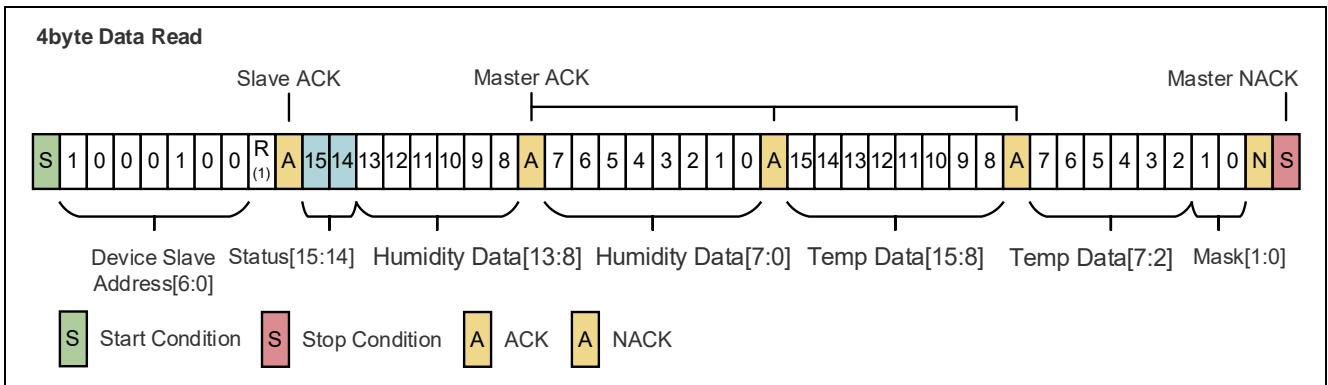 4byte Data Read
Slave ACK Master ACK Master NACK
S 1 0 0 0 1 0 0 R (1) A 15 14 13 12 11 10 9 8 A 7 6 5 4 3 2 1 0 A 15 14 13 12 11 10 9 8 A 7 6 5 4 3 2 1 0 N S
Device Slave Address[6:0] Status[15:14] Humidity Data[13:8] Humidity Data[7:0] Temp Data[15:8] Temp Data[7:2] Mask[1:0]
S Start Condition S Stop Condition A ACK A NACK